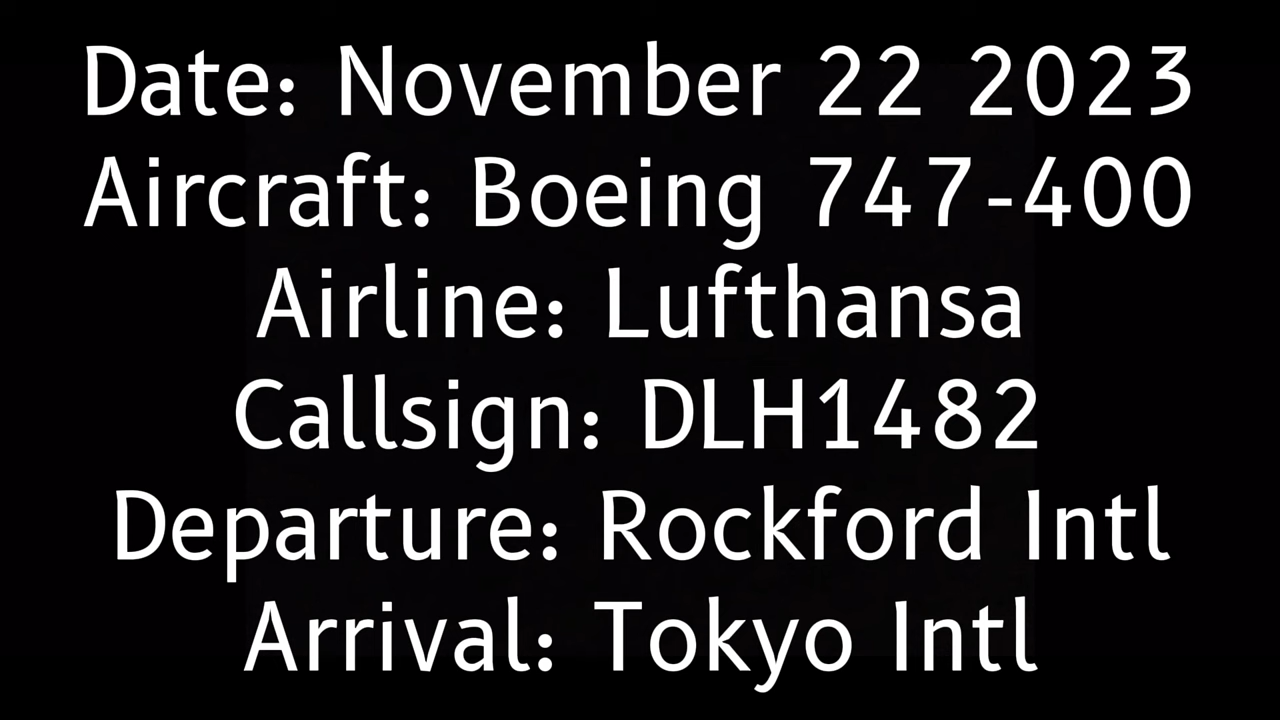 Date: November 22 2023
Aircraft: Boeing 747-400
Airline: Lufthansa
Callsign: DLH1482
Departure: Rockford Intl
Arrival: Tokyo Intl